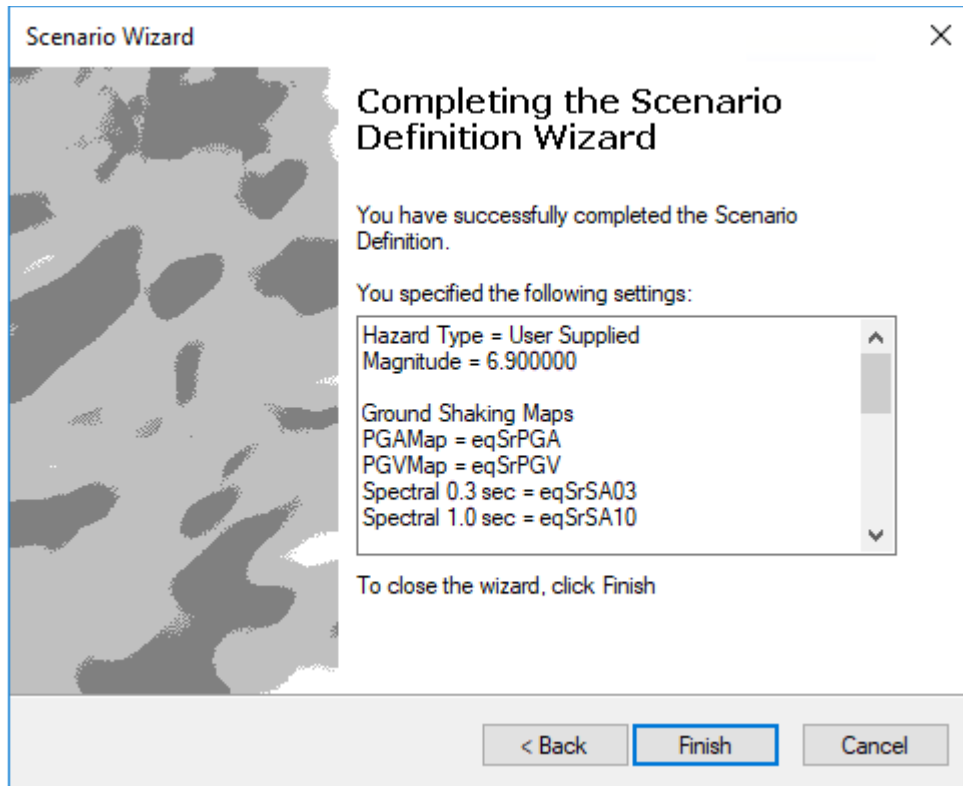 Scenario Wizard
Completing the Scenario
Definition Wizard
You have successfully completed the Scenario
Definition.
You specified the following settings:
Hazard Type = User Supplied
Magnitude = 6.900000
Ground Shaking Maps
PGAMap = eqSrPGA
PGVMap = eqSrPGV
Spectral 0.3 sec = eqSrSA03
Spectral 1.0 sec = eqSrSA10
To close the wizard, click Finish
< Back
Finish
Cancel